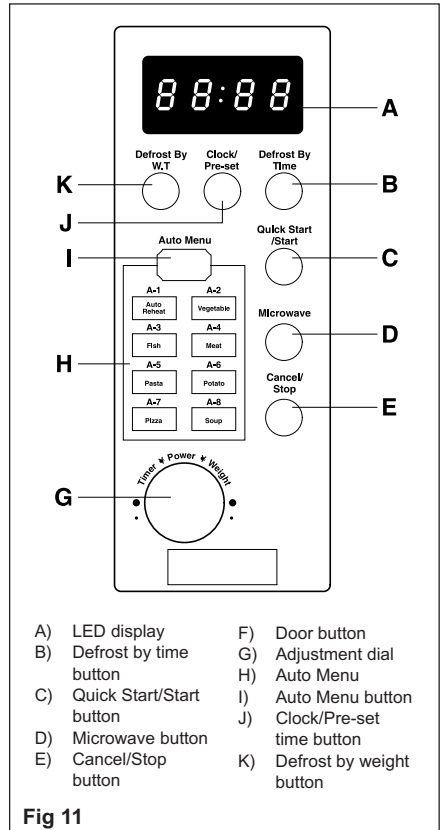 88:88
A
Defrost By W.T
Clock/ Pre-set
Defrost By Time
K
J
B
Quick Start /Start
I
Auto Menu
C
A-1
A-2
Auto Reheat
Vegetable
Microwave
A-3
A-4
Fish
Meat
D
H
A-5
A-6
Pasta
Potato
Cancel/ Stop
A-7
A-8
Pizza
Soup
E
Timer Power Weight
G
A) LED display
B) Defrost by time
button
C) Quick Start/Start
button
D) Microwave button
E) Cancel/Stop
button
F) Door button
G) Adjustment dial
H) Auto Menu
I) Auto Menu button
J) Clock/Pre-set
time button
K) Defrost by weight
button
Fig 11